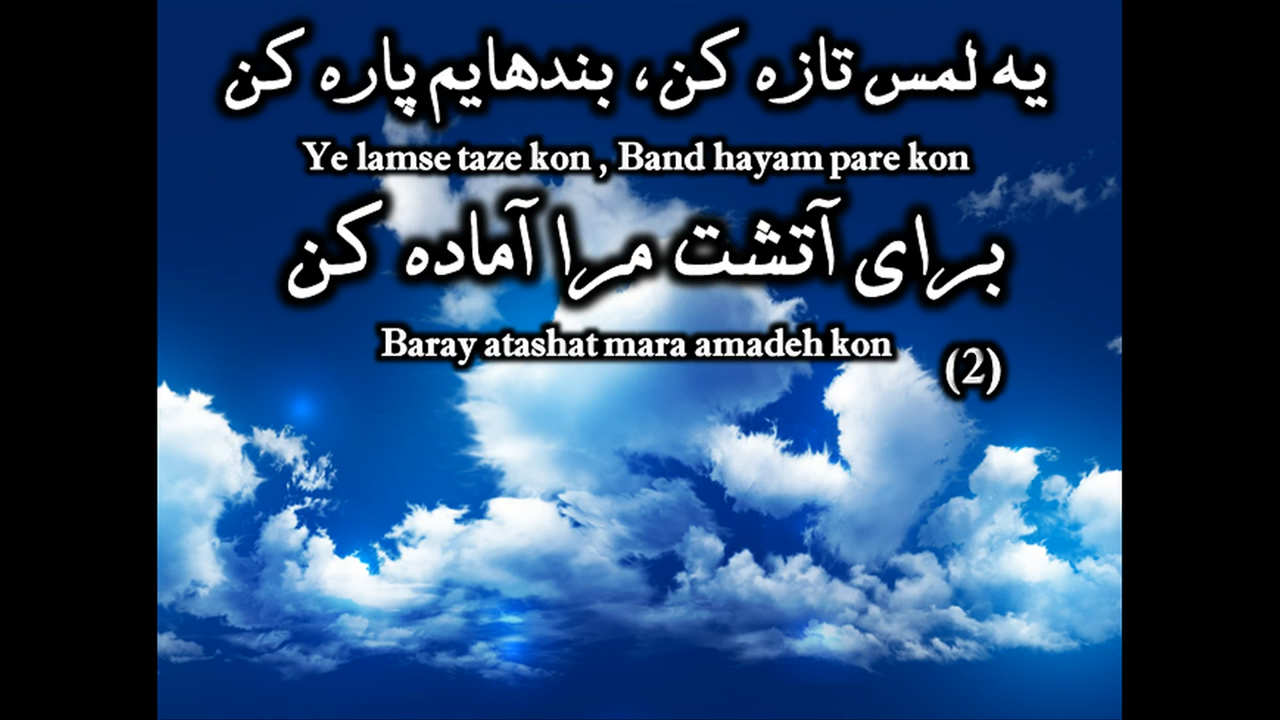 یه لمس تازه کن، بندهایم پاره کن
Ye lamse taze kon , Band hayam pare kon
برای آتشت مرا آماده کن
Baray atashat mara amadeh kon
(2)